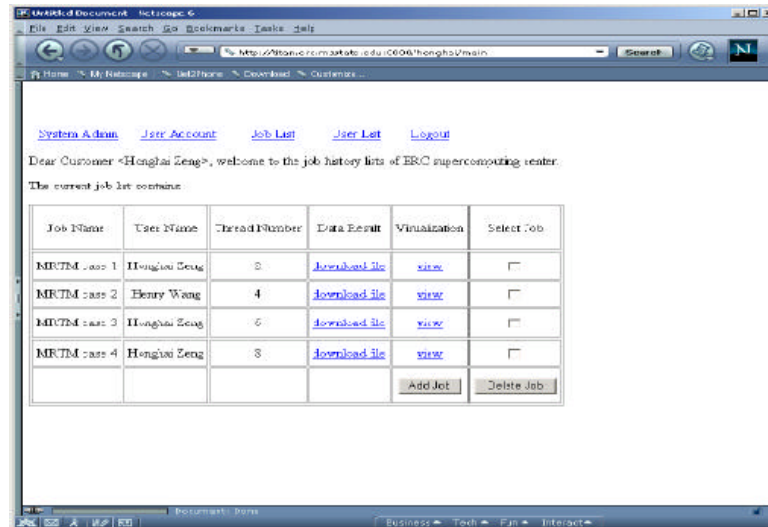 Untitled Document - Netscape 6
File Edit View Search Go Bookmarks Tasks Help
Search
N
Home My Netscape Net2Phone Download Customize...
System Admin User Account Job List User List Logout
Dear Customer <Honghai Zeng>, welcome to the job history lists of ERC supercomputing center.
The current job list contains
Job Name User Name Thread Number Data Result Visualization Select Job
MRTM case 1 Honghai Zeng download file view
MRTM case 2 Henry Wang 4 download file view
MRTM case 3 Honghai Zeng 6 download file view
MRTM case 4 Honghai Zeng 8 download file view
Add Job Delete Job
Document: Done
Business Tech Fun Interact